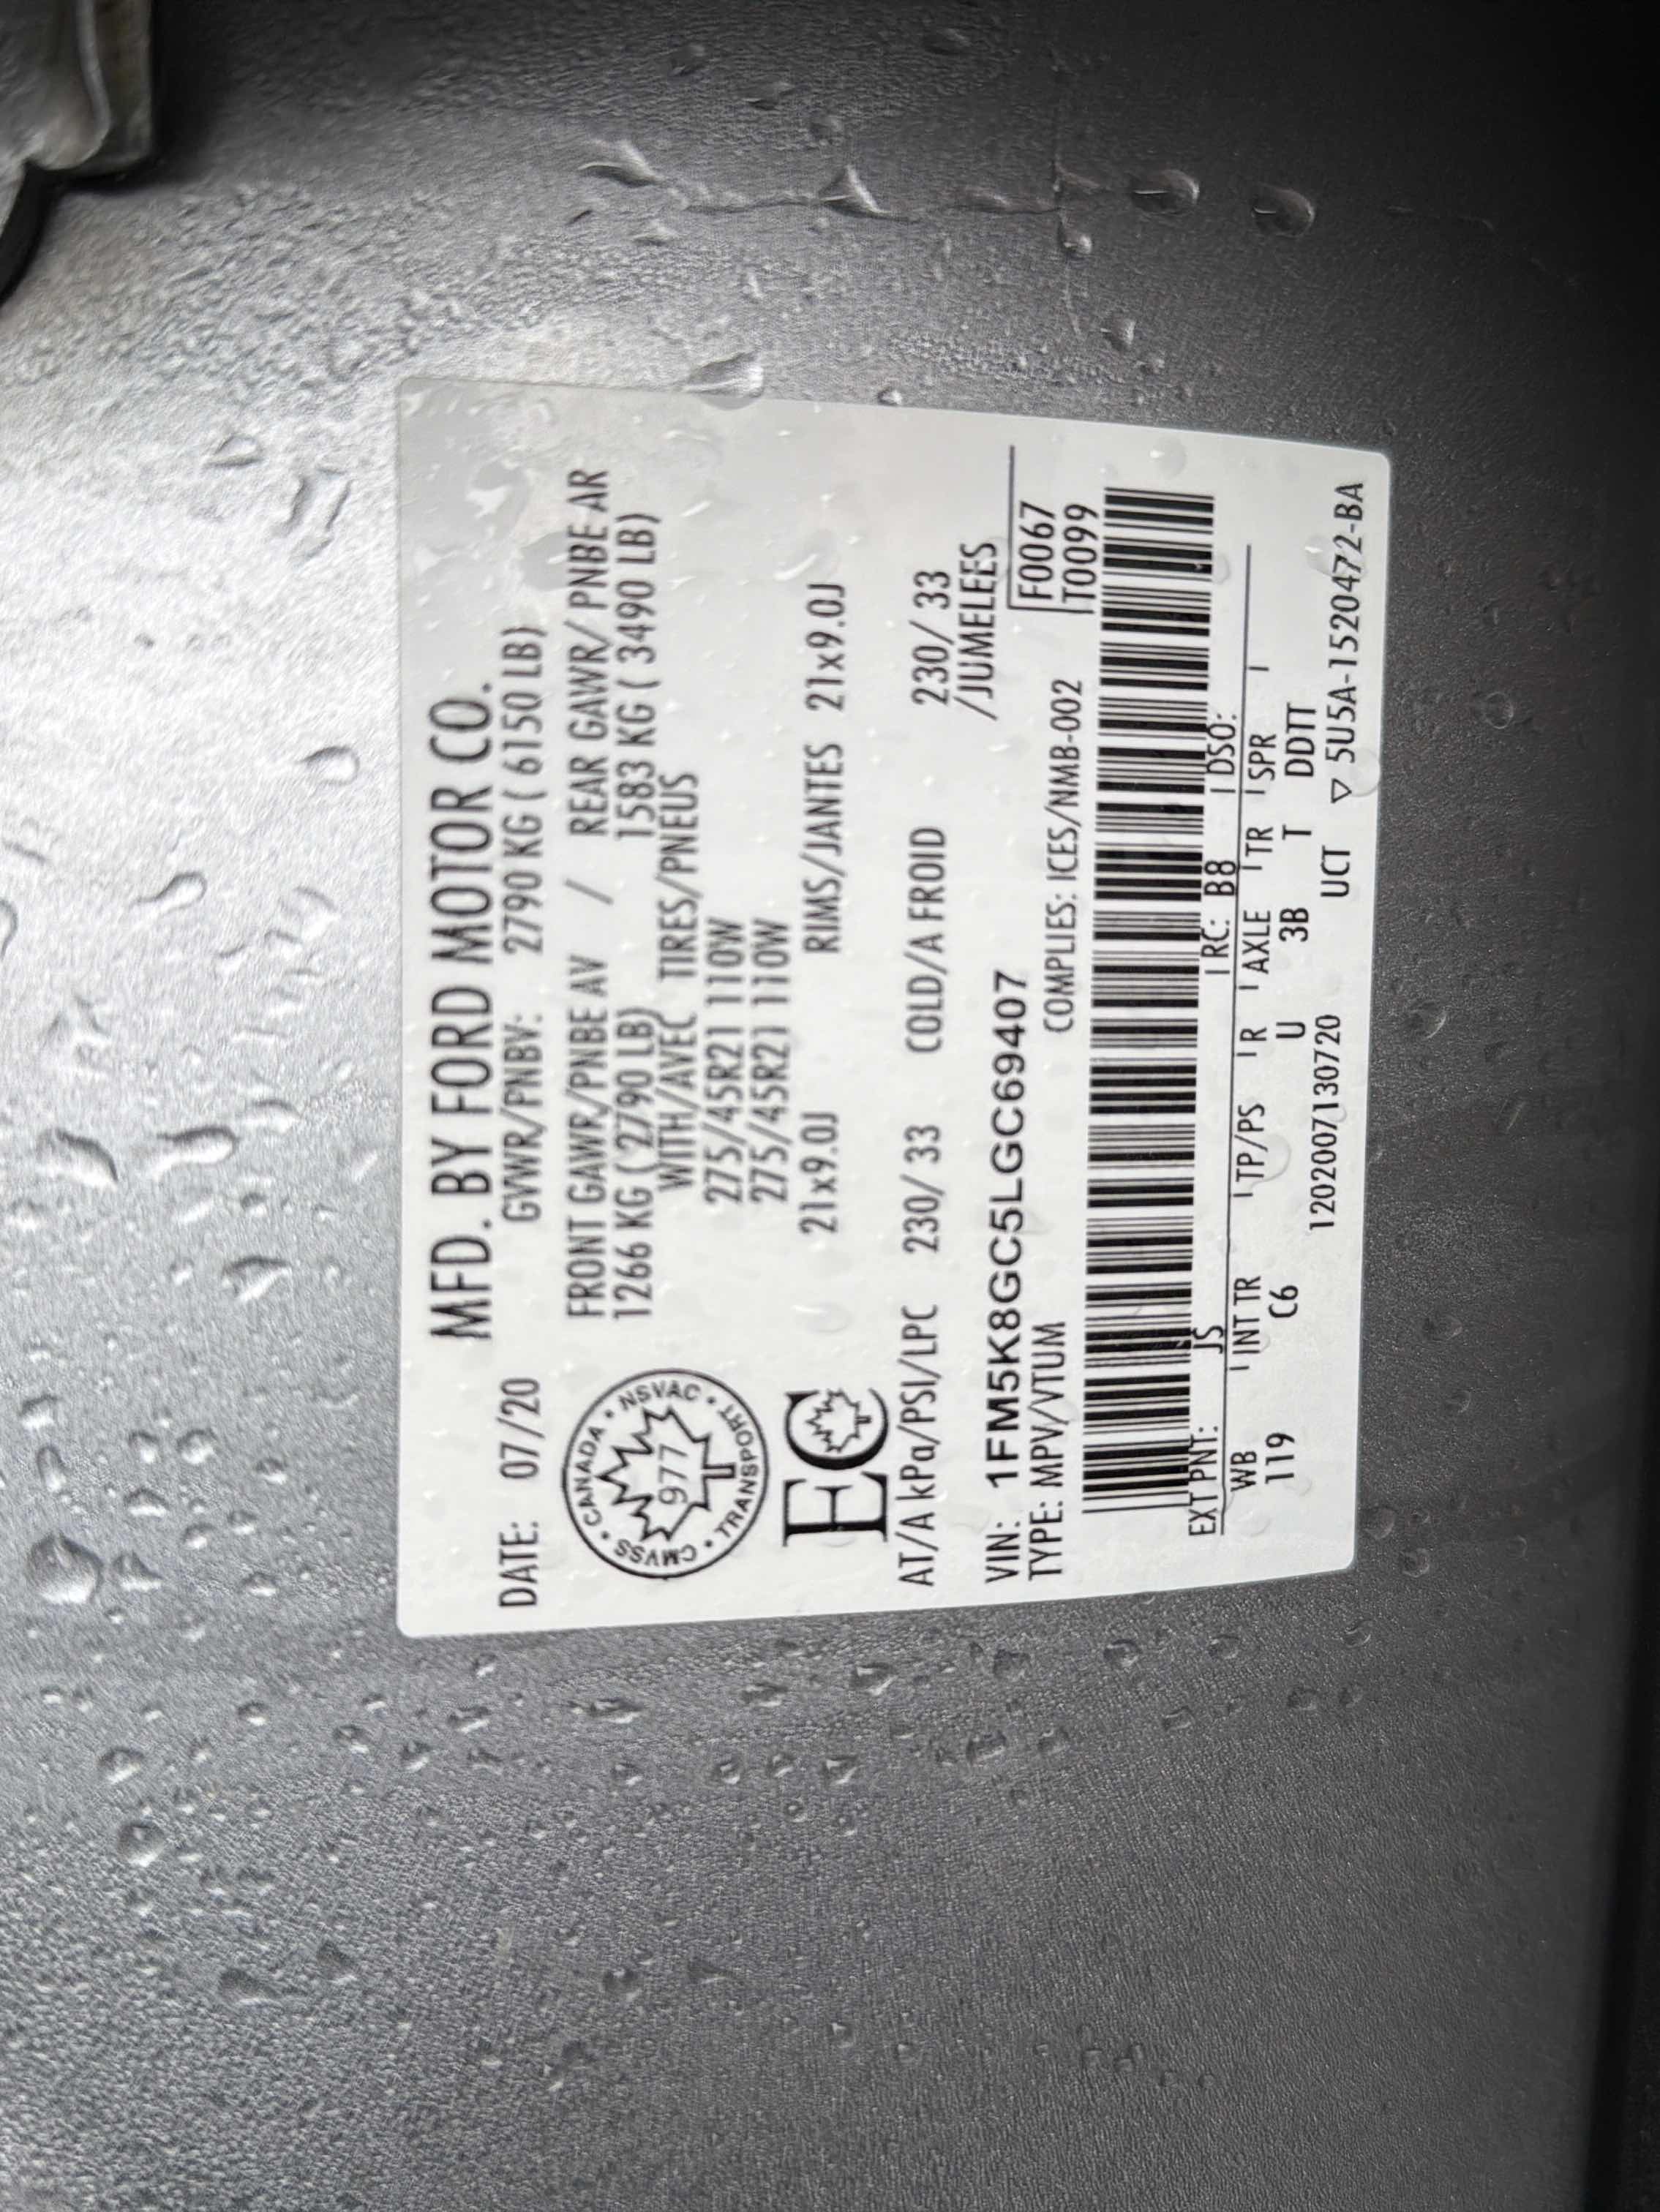 MFD. BY FORD MOTOR CO.
DATE: 07/20 GVWR/PNBV: 2790 KG ( 6150 LB)
FRONT GAWR/PNBE AV / REAR GAWR/ PNBE AR
1266 KG ( 2790 LB) 1583 KG ( 3490 LB)
WITH/AVEC TIRES/PNEUS
275/45R21 110W
275/45R21 110W
21x9.0J RIMS/JANTES 21x9.0J
CMVSS • CANADA • NSVAC • TRANSPORT •
977
EC
AT/A kPa/PSI/LPC 230/ 33 COLD/A FROID 230/ 33
/JUMELEES
VIN: 1FM5K8GC5LGC69407
F0067
TYPE: MPV/VTUM COMPLIES: ICES/NMB-002 T0099
EXT PNT: JS RC: B8 DSO:
WB INT TR TP/PS R AXLE TR SPR
119 C6 U 3B T DDTT
1202007130720 UCT ▽ 5U5A-1520472-BA